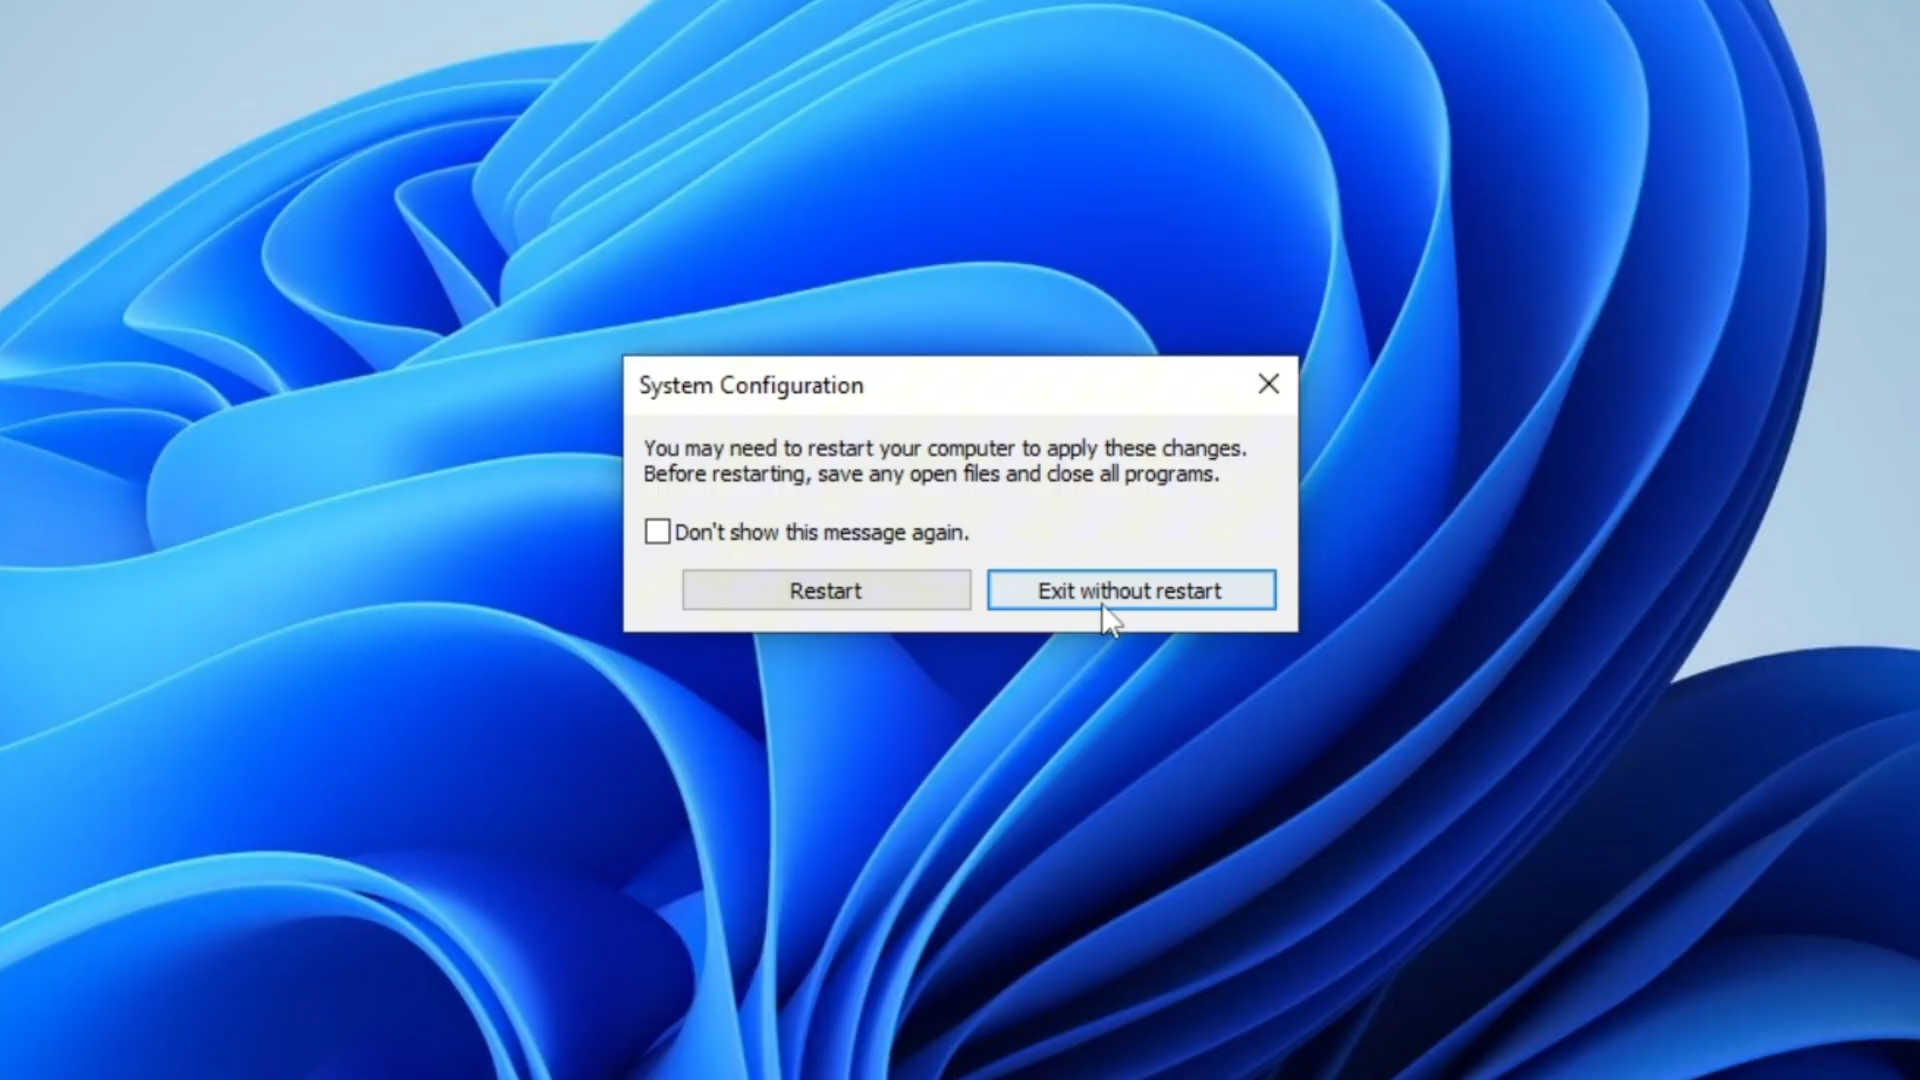 System Configuration
You may need to restart your computer to apply these changes.
Before restarting, save any open files and close all programs.
Don't show this message again.
Restart
Exit without restart